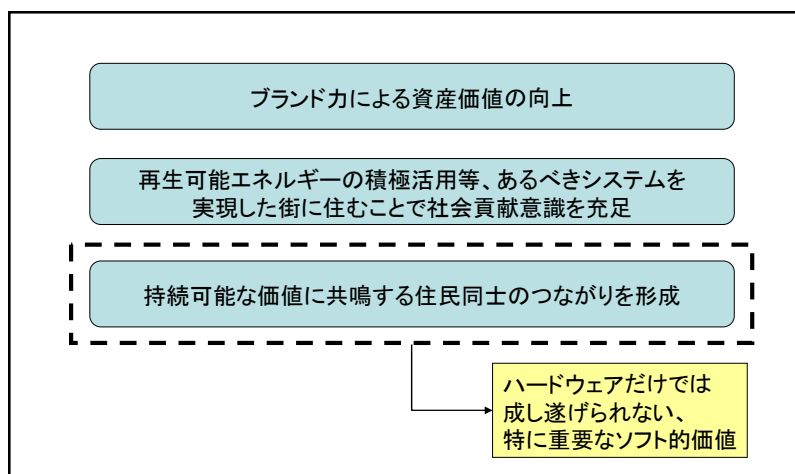 ブランド力による資産価値の向上
再生可能エネルギーの積極活用等、あるべきシステムを
実現した街に住むことで社会貢献意識を充足
持続可能な価値に共鳴する住民同士のつながりを形成
ハードウェアだけでは
成し遂げられない、
特に重要なソフト的価値